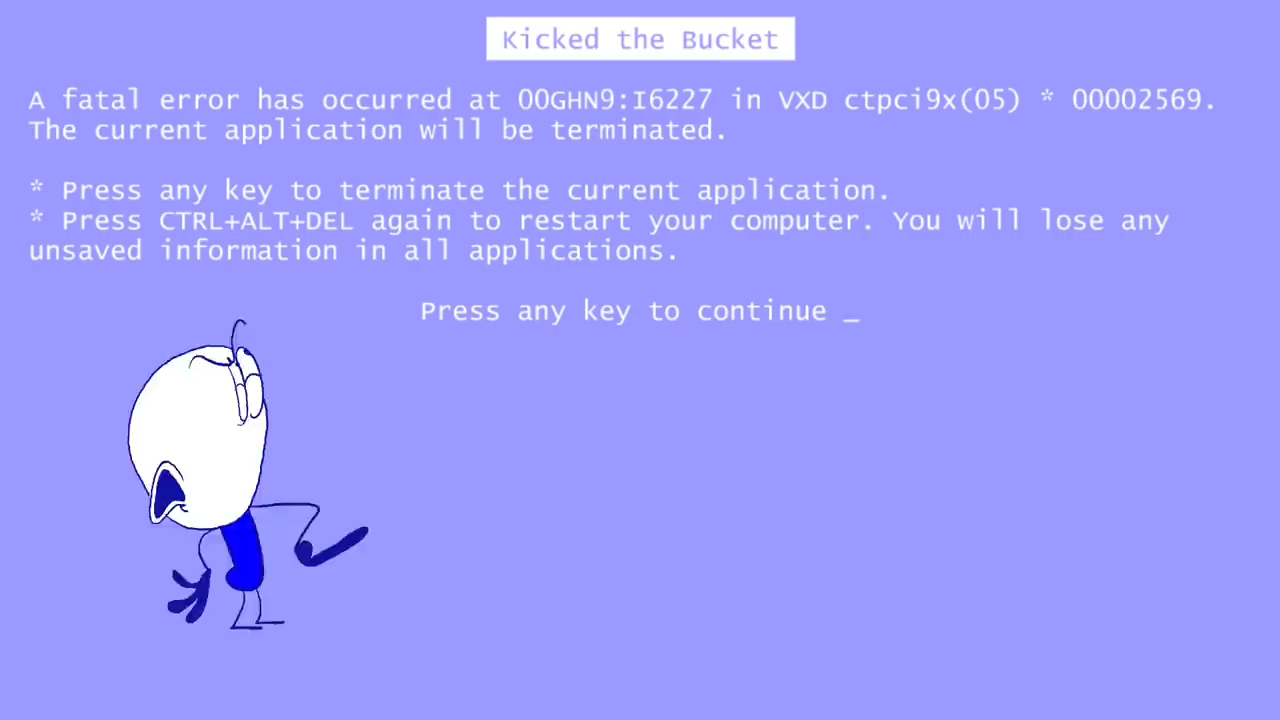 Kicked the Bucket
A fatal error has occurred at 00GHN9:I6227 in VXD ctpci9x(05) * 00002569.
The current application will be terminated.
* Press any key to terminate the current application.
* Press CTRL+ALT+DEL again to restart your computer. You will lose any
unsaved information in all applications.
Press any key to continue _